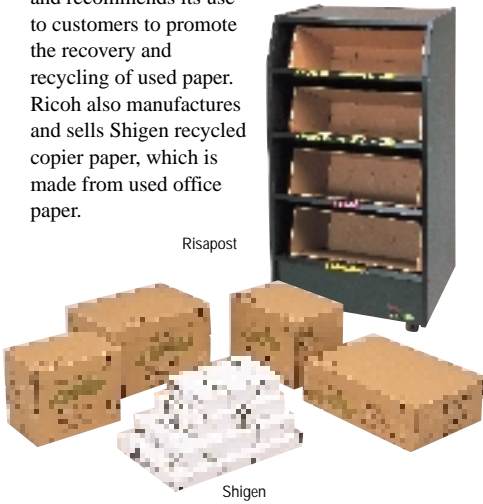 and recommends its use
to customers to promote
the recovery and
recycling of used paper.
Ricoh also manufactures
and sells Shigen recycled
copier paper, which is
made from used office
paper.
Risapost
Shigen